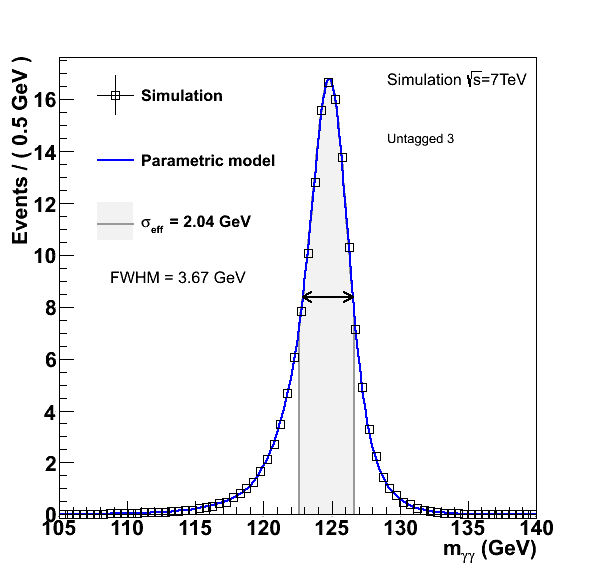 Events / ( 0.5 GeV )
16
14
12
10
8
6
4
2
0
Simulation
Parametric model
σeff = 2.04 GeV
FWHM = 3.67 GeV
Simulation √s=7TeV
Untagged 3
105 110 115 120 125 130 135 140
mγγ (GeV)